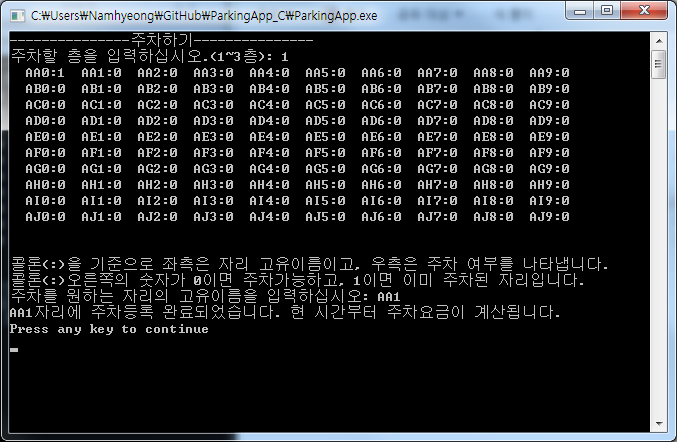 C:\Users\Namhyeong\GitHub\ParkingApp_C\ParkingApp.exe
---------------주차하기---------------
주차할 층을 입력하십시오.(1~3층): 1
AA0:1 AA1:0 AA2:0 AA3:0 AA4:0 AA5:0 AA6:0 AA7:0 AA8:0 AA9:0
AB0:0 AB1:0 AB2:0 AB3:0 AB4:0 AB5:0 AB6:0 AB7:0 AB8:0 AB9:0
AC0:0 AC1:0 AC2:0 AC3:0 AC4:0 AC5:0 AC6:0 AC7:0 AC8:0 AC9:0
AD0:0 AD1:0 AD2:0 AD3:0 AD4:0 AD5:0 AD6:0 AD7:0 AD8:0 AD9:0
AE0:0 AE1:0 AE2:0 AE3:0 AE4:0 AE5:0 AE6:0 AE7:0 AE8:0 AE9:0
AF0:0 AF1:0 AF2:0 AF3:0 AF4:0 AF5:0 AF6:0 AF7:0 AF8:0 AF9:0
AG0:0 AG1:0 AG2:0 AG3:0 AG4:0 AG5:0 AG6:0 AG7:0 AG8:0 AG9:0
AH0:0 AH1:0 AH2:0 AH3:0 AH4:0 AH5:0 AH6:0 AH7:0 AH8:0 AH9:0
AI0:0 AI1:0 AI2:0 AI3:0 AI4:0 AI5:0 AI6:0 AI7:0 AI8:0 AI9:0
AJ0:0 AJ1:0 AJ2:0 AJ3:0 AJ4:0 AJ5:0 AJ6:0 AJ7:0 AJ8:0 AJ9:0
콜론(:)을 기준으로 좌측은 자리 고유이름이고, 우측은 주차 여부를 나타냅니다.
콜론(:)오른쪽의 숫자가 0이면 주차가능하고, 1이면 이미 주차된 자리입니다.
주차를 원하는 자리의 고유이름을 입력하십시오: AA1
AA1자리에 주차등록 완료되었습니다. 현 시간부터 주차요금이 계산됩니다.
Press any key to continue